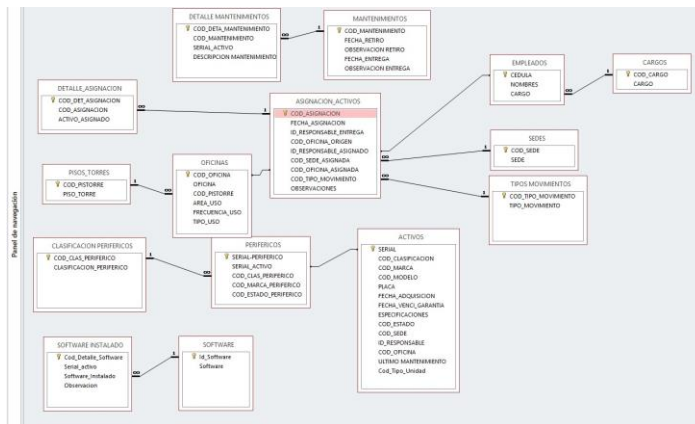 Panel de navegación
DETALLE MANTENIMIENTOS
COD_DETA_MANTENIMIENTO
COD_MANTENIMIENTO
SERIAL_ACTIVO
DESCRIPCION MANTENIMIENTO
MANTENIMIENTOS
COD_MANTENIMIENTO
FECHA_RETIRO
OBSERVACION RETIRO
FECHA_ENTREGA
OBSERVACION ENTREGA
EMPLEADOS
CEDULA
NOMBRES
CARGO
CARGOS
COD_CARGO
CARGO
DETALLE_ASIGNACION
COD_DET_ASIGNACION
COD_ASIGNACION
ACTIVO_ASIGNADO
ASIGNACION_ACTIVOS
COD_ASIGNACION
FECHA_ASIGNACION
ID_RESPONSABLE_ENTREGA
COD_OFICINA_ORIGEN
ID_RESPONSABLE_ASIGNADO
COD_SEDE_ASIGNADA
COD_OFICINA_ASIGNADA
COD_TIPO_MOVIMIENTO
OBSERVACIONES
SEDES
COD_SEDE
SEDE
PISOS_TORRES
COD_PISTORRE
PISO_TORRE
OFICINAS
COD_OFICINA
OFICINA
COD_PISTORRE
AREA_USO
FRECUENCIA_USO
TIPO_USO
TIPOS MOVIMIENTOS
COD_TIPO_MOVIMIENTO
TIPO_MOVIMIENTO
CLASIFICACION PERIFERICOS
COD_CLAS_PERIFERICO
CLASIFICACION_PERIFERICO
PERIFERICOS
SERIAL-PERIFERICO
SERIAL_ACTIVO
COD_CLAS_PERIFERICO
COD_MARCA_PERIFERICO
COD_ESTADO_PERIFERICO
ACTIVOS
SERIAL
COD_CLASIFICACION
COD_MARCA
COD_MODELO
PLACA
FECHA_ADQUISICION
FECHA_VENCI_GARANTIA
ESPECIFICACIONES
COD_ESTADO
COD_SEDE
ID_RESPONSABLE
COD_OFICINA
ULTIMO MANTENIMIENTO
Cod_Tipo_Unidad
SOFTWARE INSTALADO
Cod_Detalle_Software
Serial_activo
Software_Instalado
Observacion
SOFTWARE
Id_Software
Software